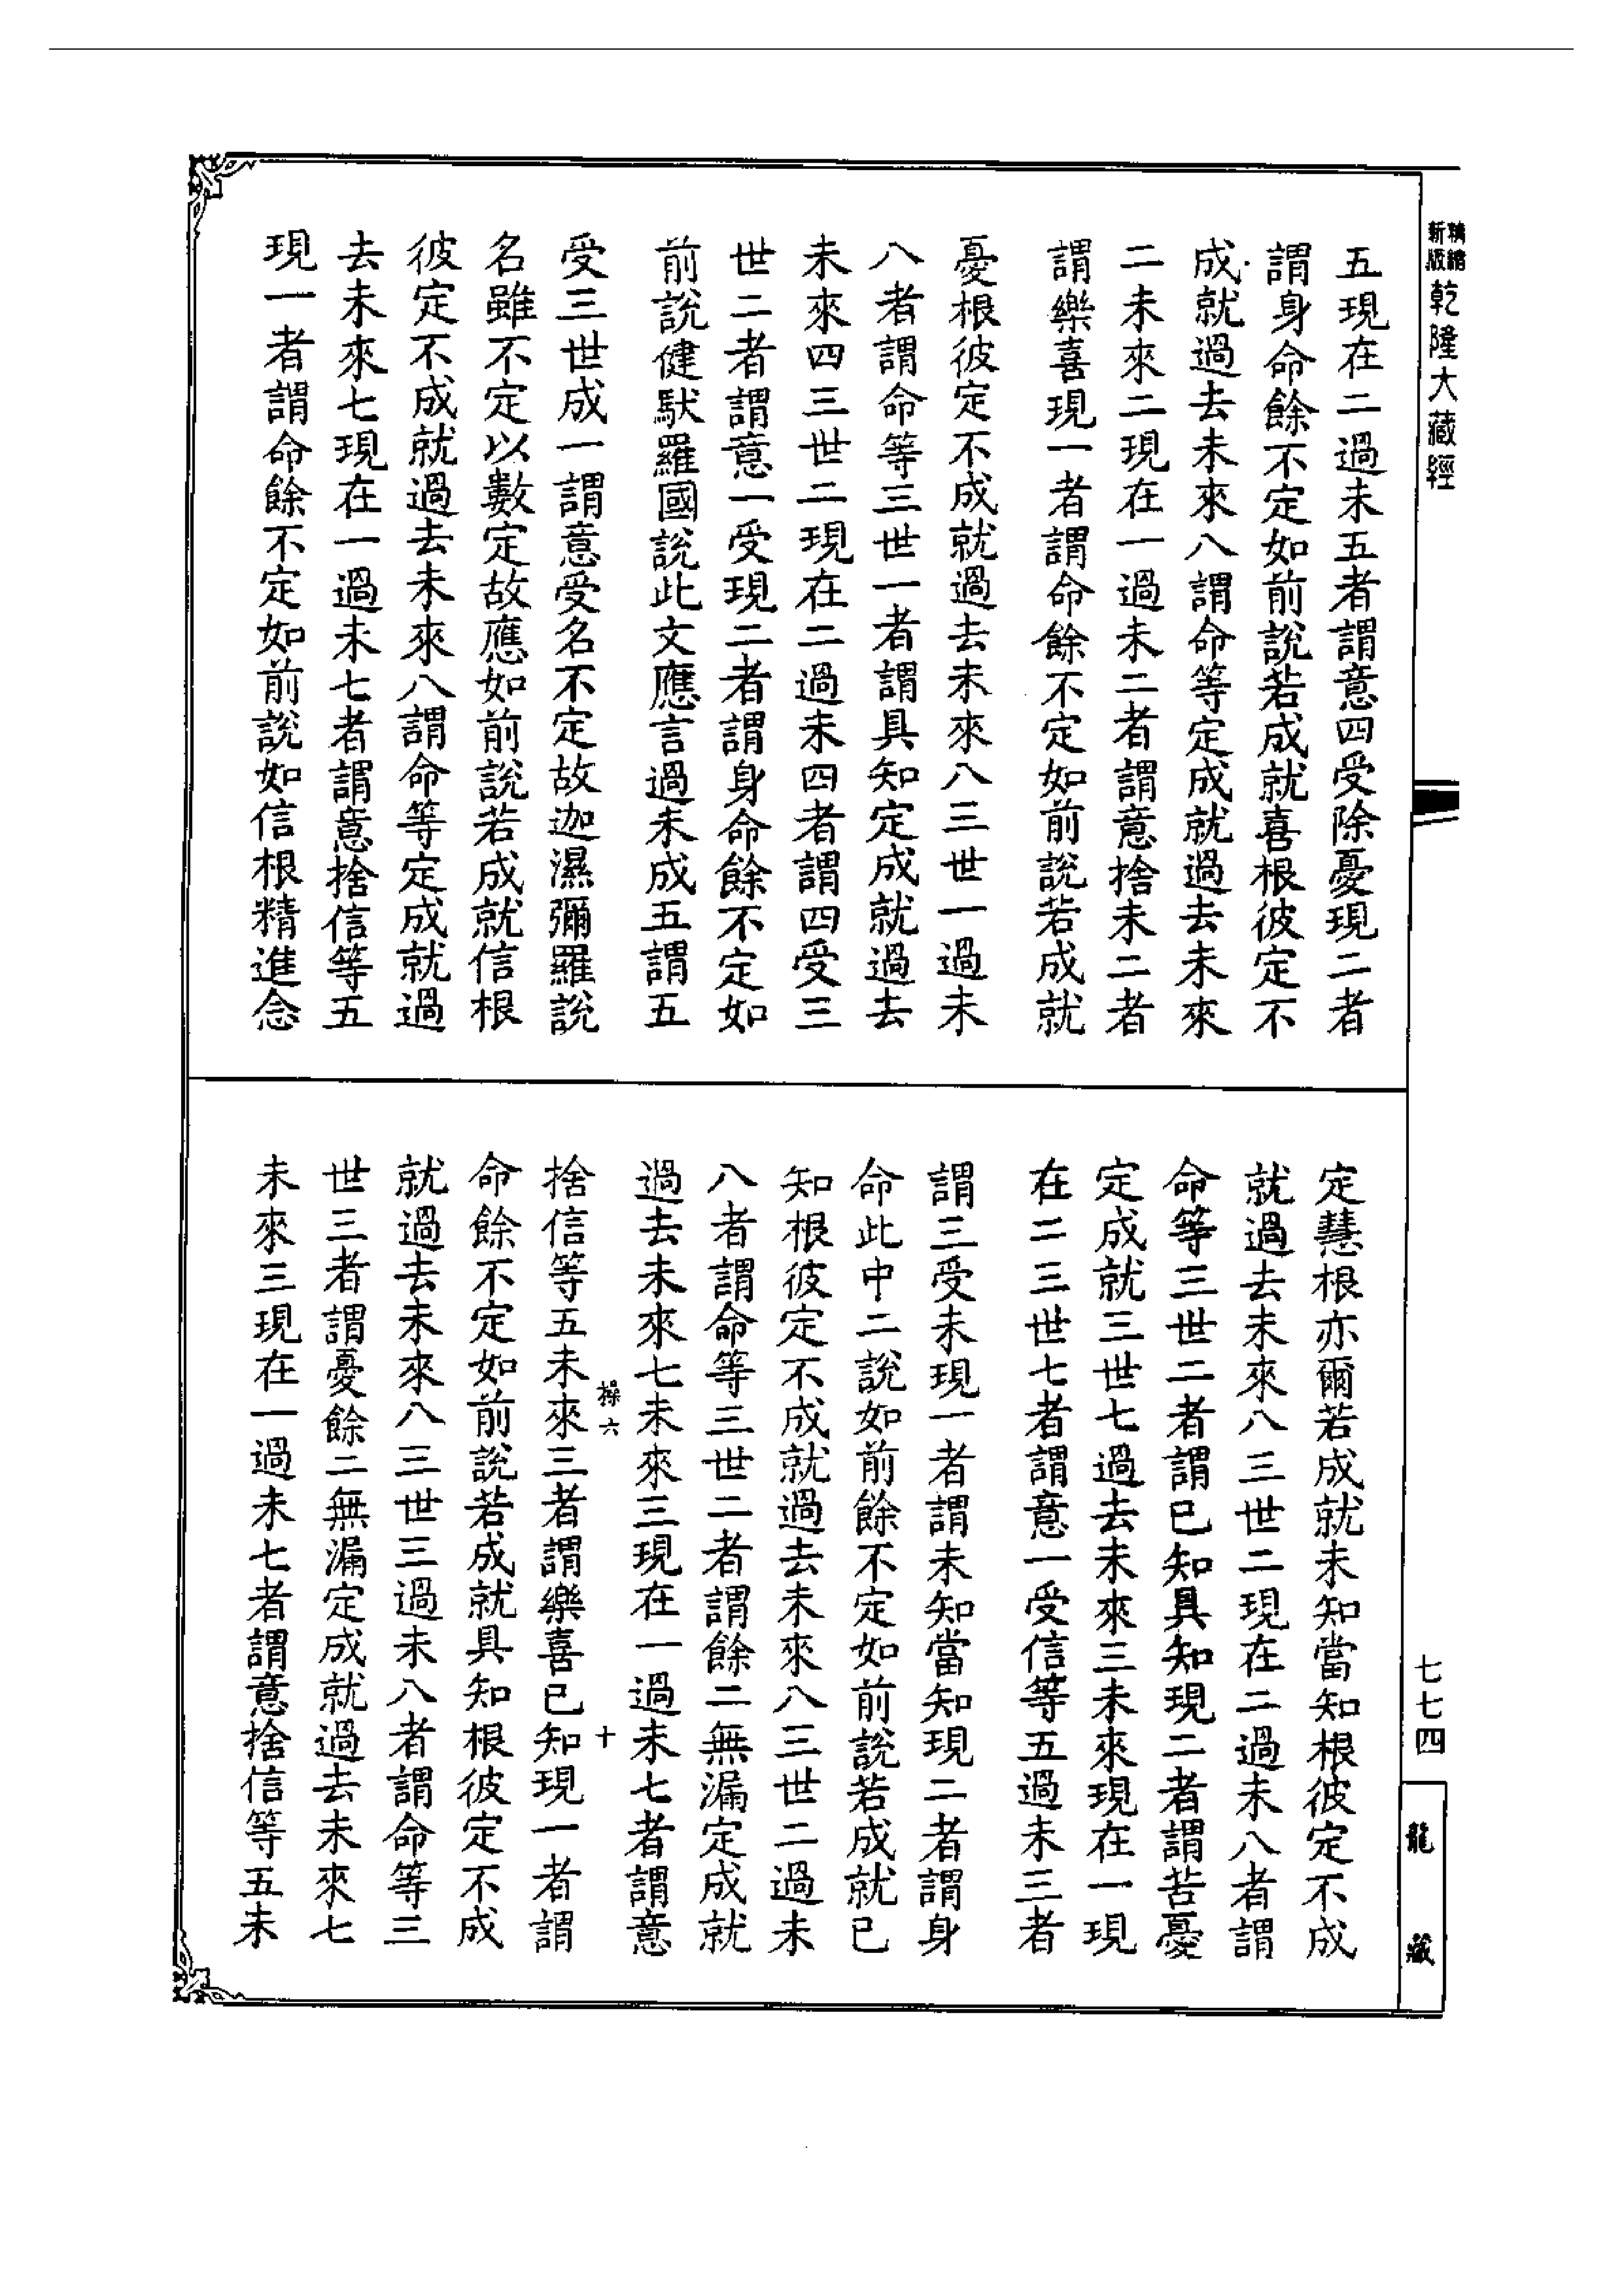 精縮
新版
乾隆大藏經
五現在二過未五者謂意四受除憂現二者
謂身命餘不定如前說若成就喜根彼定不
成就過去未來八謂命等定成就過去未來
二未來二現在一過未二者謂意捨未二者
謂樂喜現一者謂命餘不定如前說若成就
憂根彼定不成就過去未來八三世一過未
八者謂命等三世一者謂具知定成就過去
未來四三世二現在二過未四者謂四受三
世二者謂意一受現二者謂身命餘不定如
前說健馱羅國說此文應言過未成五謂五
受三世成一謂意受名不定故迦濕彌羅說
名雖不定以數定故應如前說若成就信根
彼定不成就過去未來八謂命等定成就過
去未來七現在一過未七者謂意捨信等五
現一者謂命餘不定如前說如信根精進念
定慧根亦爾若成就未知當知根彼定不成
就過去未來八三世二現在二過未八者謂
命等三世二者謂已知具知現二者謂苦憂
定成就三世七過去未來三未來現在一現
在二三世七者謂意一受信等五過未三者
謂三受未現一者謂未知當知現二者謂身
命此中二說如前餘不定如前說若成就已
知根彼定不成就過去未來八三世二過未
八者謂命等三世二者謂餘二無漏定成就
過去未來七未來三現在一過未七者謂意
操六 十
捨信等五未來三者謂樂喜已知現一者謂
命餘不定如前說若成就具知根彼定不成
就過去未來八三世三過未八者謂命等三
世三者謂憂餘二無漏定成就過去未來七
未來三現在一過未七者謂意捨信等五未
七七四
龍藏